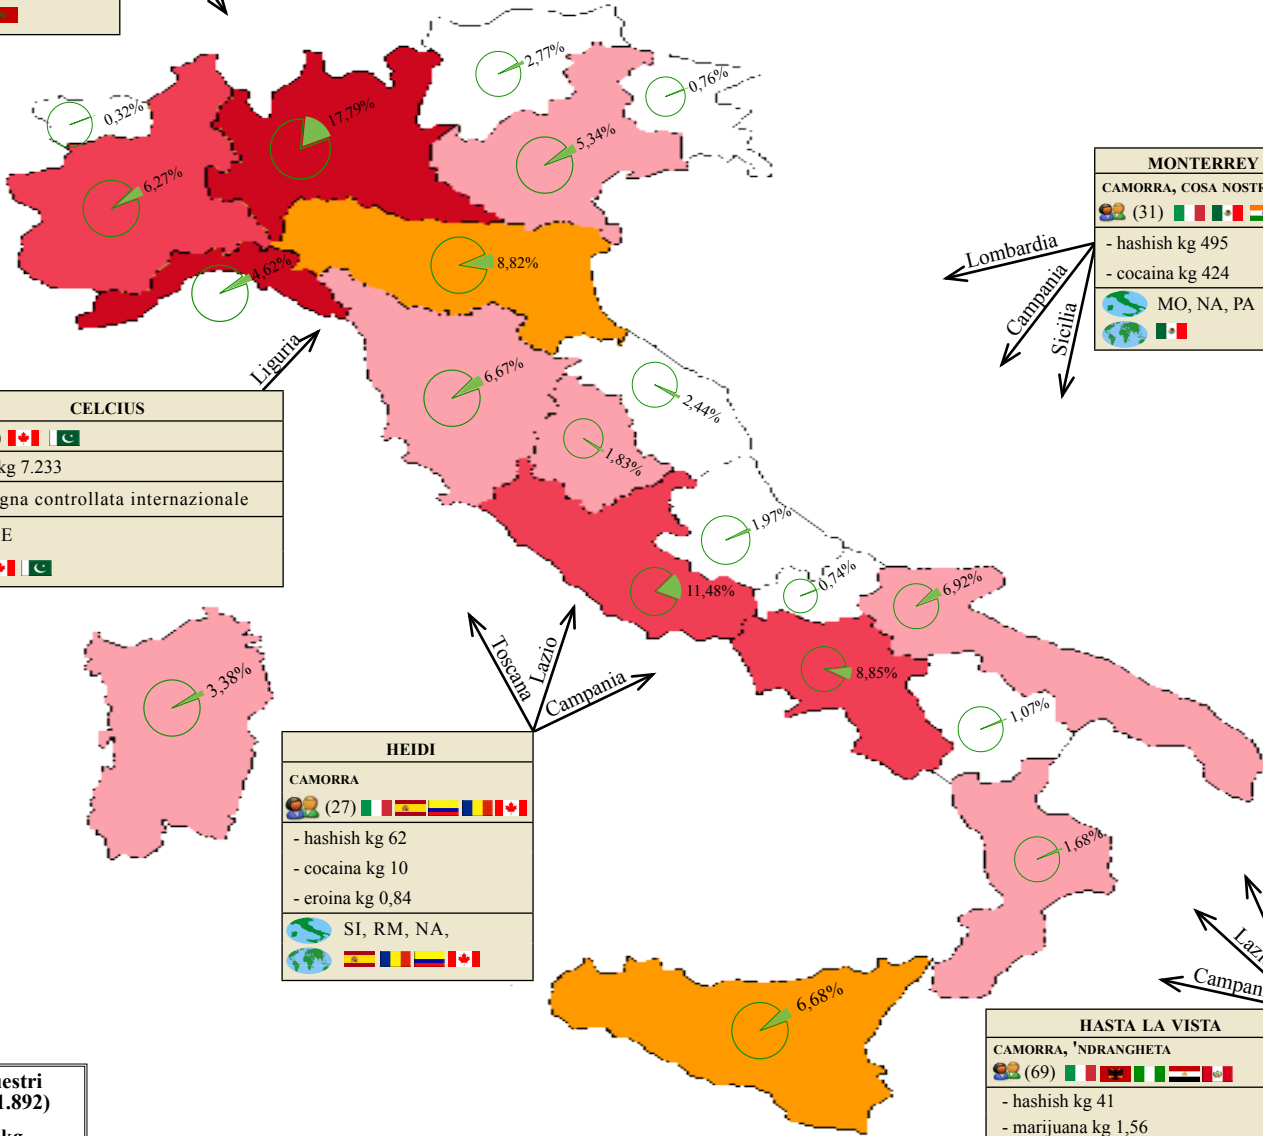 2,77%
0,76%
0,32%
17,79%
5,34%
6,27%
8,82%
4,62%
MONTERREY
CAMORRA, COSA NOSTR
(31)
- hashish kg 495
- cocaina kg 424
MO, NA, PA
Lombardia
Campania
Sicilia
Liguria
6,67%
2,44%
1,83%
CELCIUS
kg 7.233
gna controllata internazionale
E
1,97%
0,74%
6,92%
11,48%
8,85%
1,07%
3,38%
Toscana
Lazio
Campania
HEIDI
CAMORRA
(27)
- hashish kg 62
- cocaina kg 10
- eroina kg 0,84
SI, RM, NA,
1,68%
6,68%
Lazi
Campan
HASTA LA VISTA
CAMORRA, 'NDRANGHETA
(69)
- hashish kg 41
- marijuana kg 1,56
uestri
1.892)
kg